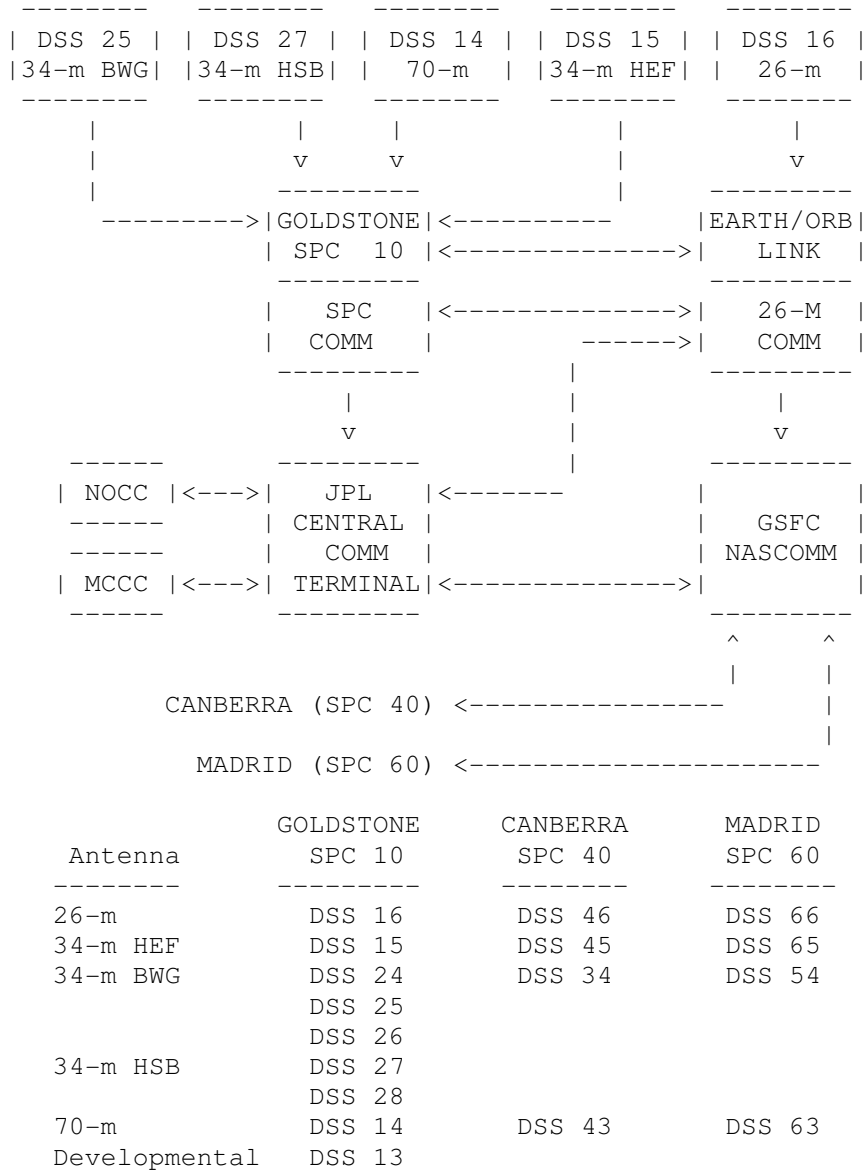 --------   --------   --------   --------   --------
| DSS 25 | | DSS 27 | | DSS 14 | | DSS 15 | | DSS 16 |
|34-m BWG| |34-m HSB| |  70-m  | |34-m HEF| |  26-m  |
 --------   --------   --------   --------   --------
     |            |     |             |          |
     |            v     v             |          v
     |           ---------            |     ---------
      --------->|GOLDSTONE|<----------     |EARTH/ORB|
                | SPC  10 |<-------------->|   LINK  |
                 ---------                  ---------
                |   SPC   |<-------------->|   26-M  |
                |  COMM   |         ------>|   COMM  |
                 ---------         |        ---------
                     |             |            |
                     v             |            v
    ------       ---------         |        ---------
   | NOCC |<--->|   JPL   |<-------        |         |
    ------      | CENTRAL |                |   GSFC  |
    ------      |   COMM  |                | NASCOMM |
   | MCCC |<--->| TERMINAL|<-------------->|         |
    ------       ---------                  ---------
                                             ^     ^
                                             |     |
         CANBERRA (SPC 40) <----------------      |
                                                   |
           MADRID (SPC 60) <----------------------
                GOLDSTONE     CANBERRA      MADRID
    Antenna       SPC 10       SPC 40       SPC 60
   --------     ---------     --------     --------
   26-m           DSS 16       DSS 46       DSS 66
   34-m HEF       DSS 15       DSS 45       DSS 65
   34-m BWG       DSS 24       DSS 34       DSS 54
                  DSS 25
                  DSS 26
   34-m HSB       DSS 27
                  DSS 28
   70-m           DSS 14       DSS 43       DSS 63
   Developmental  DSS 13